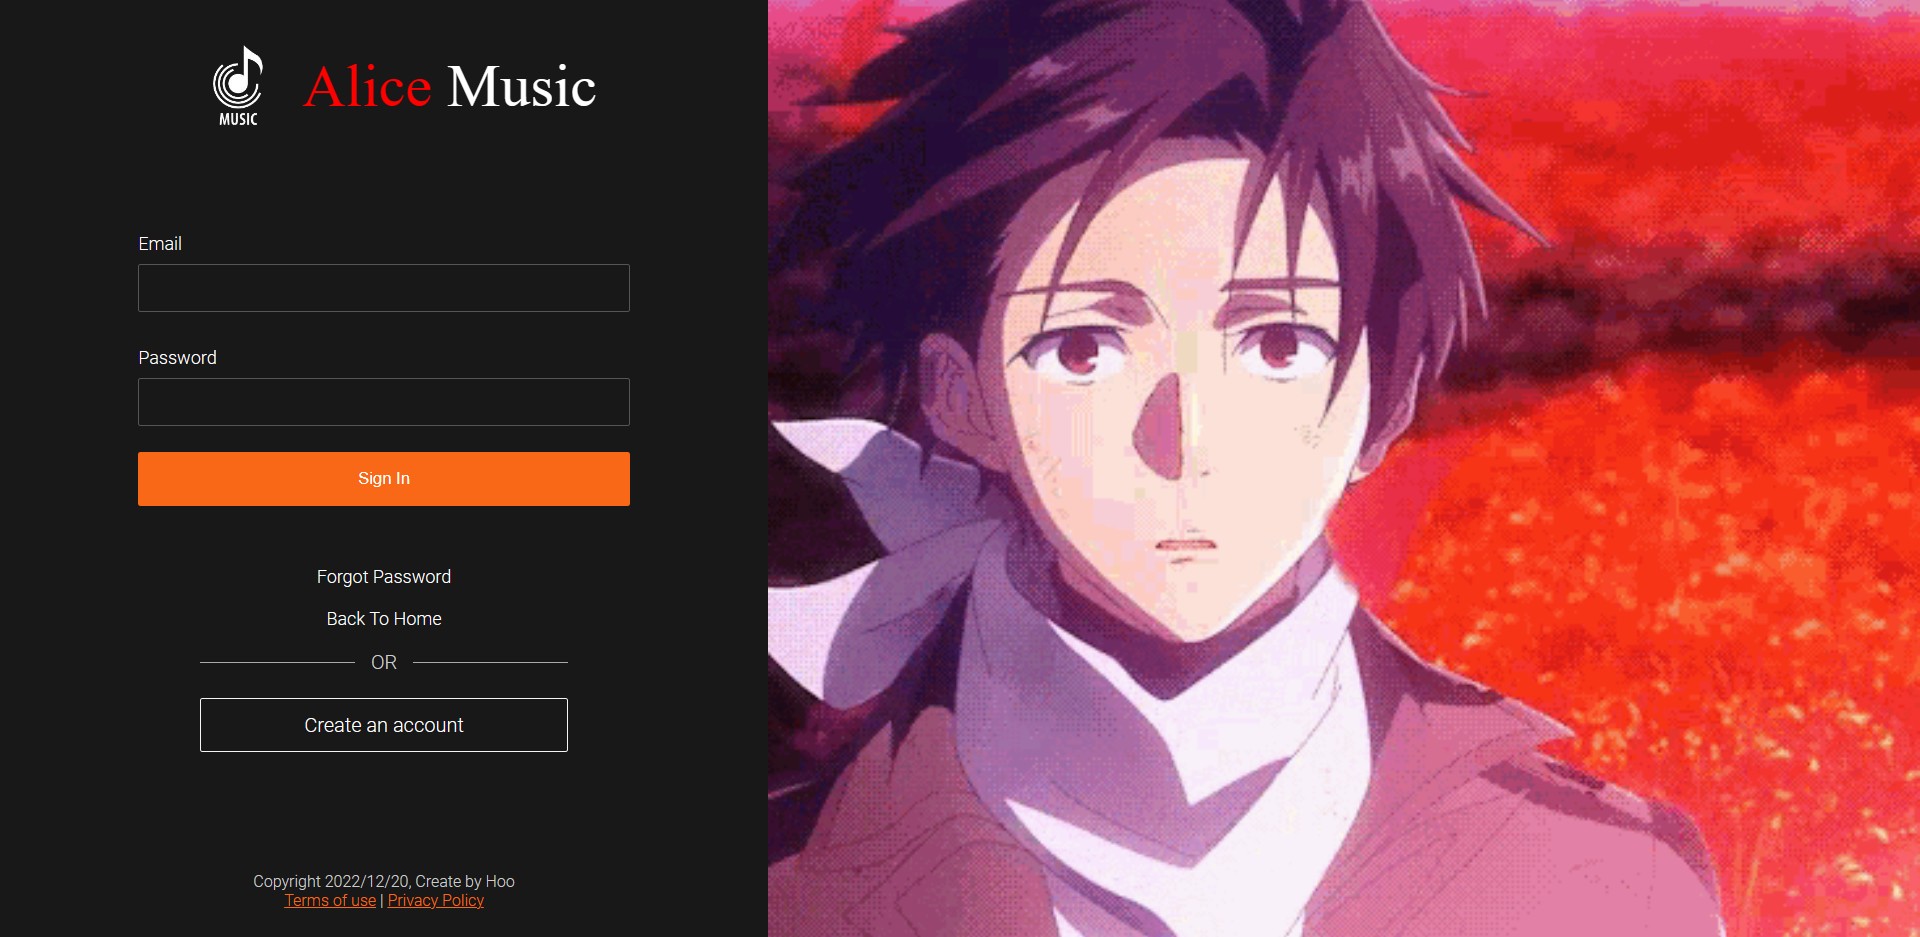 MUSIC
Alice Music
Email
Password
Sign In
Forgot Password
Back To Home
OR
Create an account
Copyright 2022/12/20, Create by Hoo
Terms of use | Privacy Policy